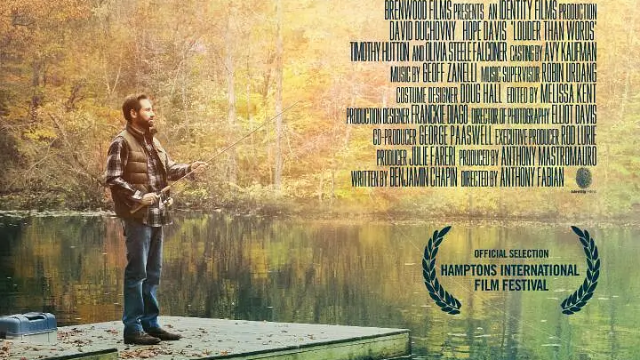 BRENWOOD FILMS PRESENTS AN IDENTITY FILMS PRODUCTION
DAVID DUCHOVNY HOPE DAVIS "LOUDER THAN WORDS"
TIMOTHY HUTTON AND OLIVIA STEELE FALCONER CASTING BY AVY KAUFMAN
MUSIC BY GEOFF ZANELLI MUSIC SUPERVISOR ROBIN URDANG
COSTUME DESIGNER DOUG HALL EDITED BY MELISSA KENT
PRODUCTION DESIGNER FRANCKIE DIAGO DIRECTOR OF PHOTOGRAPHY ELLIOT DAVIS
CO-PRODUCER GEORGE PAASWELL EXECUTIVE PRODUCER ROD LURIE
PRODUCER JULIE FARERI PRODUCED BY ANTHONY MASTROMAURO
WRITTEN BY BENJAMIN CHAPIN DIRECTED BY ANTHONY FABIAN
OFFICIAL SELECTION
HAMPTONS INTERNATIONAL
FILM FESTIVAL